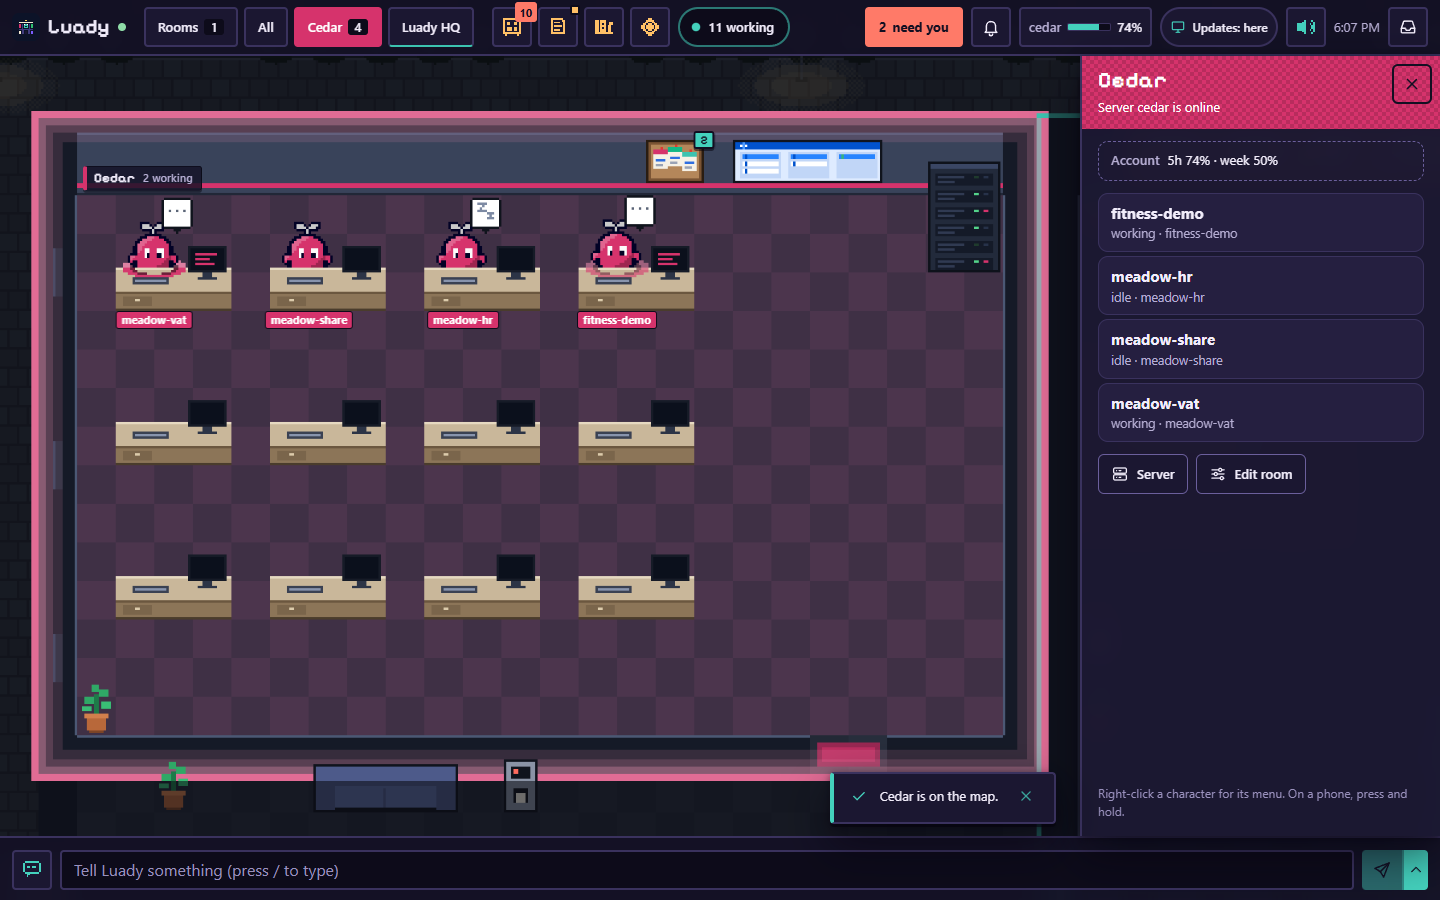 Luady
Rooms 1
All
Cedar 4
Luady HQ
10
11 working
2 need you
cedar 74%
Updates: here
6:07 PM
Cedar
Server cedar is online
Account 5h 74% · week 50%
fitness-demo
working · fitness-demo
meadow-hr
idle · meadow-hr
meadow-share
idle · meadow-share
meadow-vat
working · meadow-vat
Server
Edit room
Right-click a character for its menu. On a phone, press and
hold.
Cedar 2 working
meadow-vat
meadow-share
meadow-hr
fitness-demo
Cedar is on the map.
Tell Luady something (press / to type)